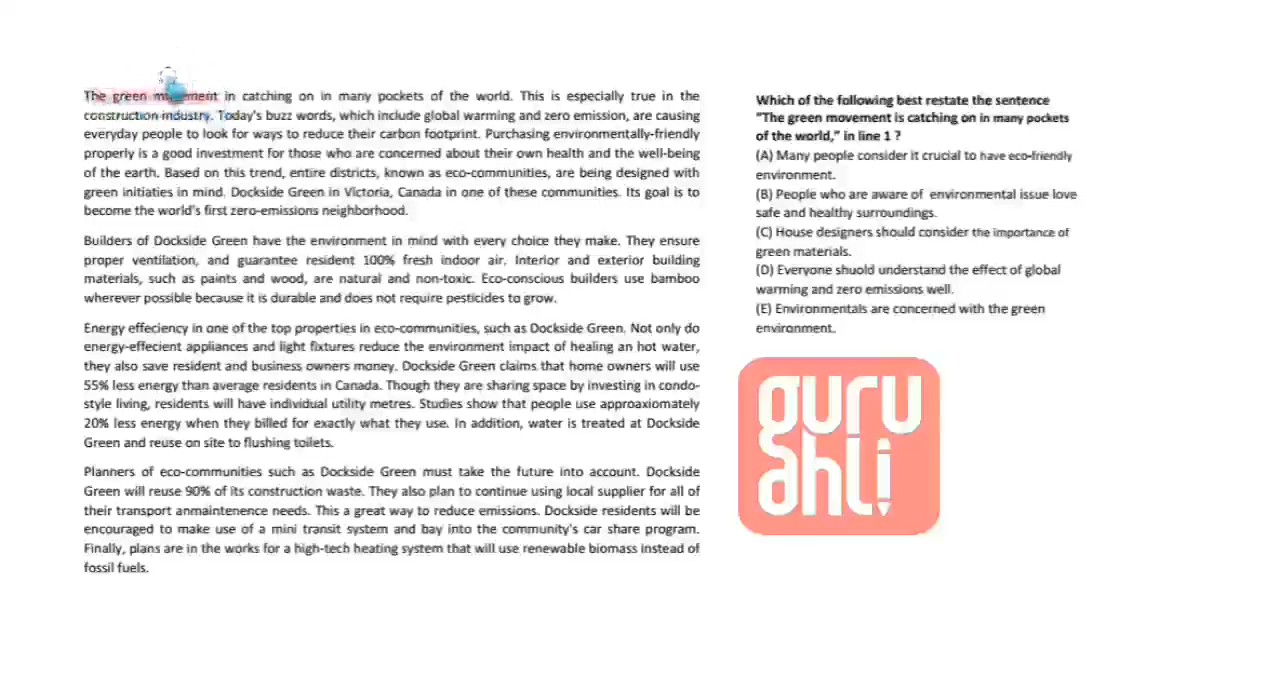 The green movement in catching on in many pockets of the world. This is especially true in the
construction industry. Today's buzz words, which include global warming and zero emission, are causing
everyday people to look for ways to reduce their carbon footprint. Purchasing environmentally-friendly
properly is a good investment for those who are concerned about their own health and the well-being
of the earth. Based on this trend, entire districts, known as eco-communities, are being designed with
green initiaties in mind. Dockside Green in Victoria, Canada in one of these communities. Its goal is to
become the world's first zero-emissions neighborhood.
Builders of Dockside Green have the environment in mind with every choice they make. They ensure
proper ventilation, and guarantee resident 100% fresh indoor air. Interior and exterior building
materials, such as paints and wood, are natural and non-toxic. Eco-conscious builders use bamboo
wherever possible because it is durable and does not require pesticides to grow.
Energy effeciency in one of the top properties in eco-communities, such as Dockside Green. Not only do
energy-effecient appliances and light fixtures reduce the environment impact of healing an hot water,
they also save resident and business owners money. Dockside Green claims that home owners will use
55% less energy than average residents in Canada. Though they are sharing space by investing in condo-
style living, residents will have individual utility metres. Studies show that people use approaxiomately
20% less energy when they billed for exactly what they use. In addition, water is treated at Dockside
Green and reuse on site to flushing toilets.
Planners of eco-communities such as Dockside Green must take the future into account. Dockside
Green will reuse 90% of its construction waste. They also plan to continue using local supplier for all of
their transport anmaintenence needs. This a great way to reduce emissions. Dockside residents will be
encouraged to make use of a mini transit system and bay into the community's car share program.
Finally, plans are in the works for a high-tech heating system that will use renewable biomass instead of
fossil fuels.
Which of the following best restate the sentence
"The green movement is catching on in many pockets
of the world," in line 1 ?
(A) Many people consider it crucial to have eco-friendly
environment.
(B) People who are aware of environmental issue love
safe and healthy surroundings.
(C) House designers should consider the importance of
green materials.
(D) Everyone shuold understand the effect of global
warming and zero emissions well.
(E) Environmentals are concerned with the green
environment.
guru
Ahli